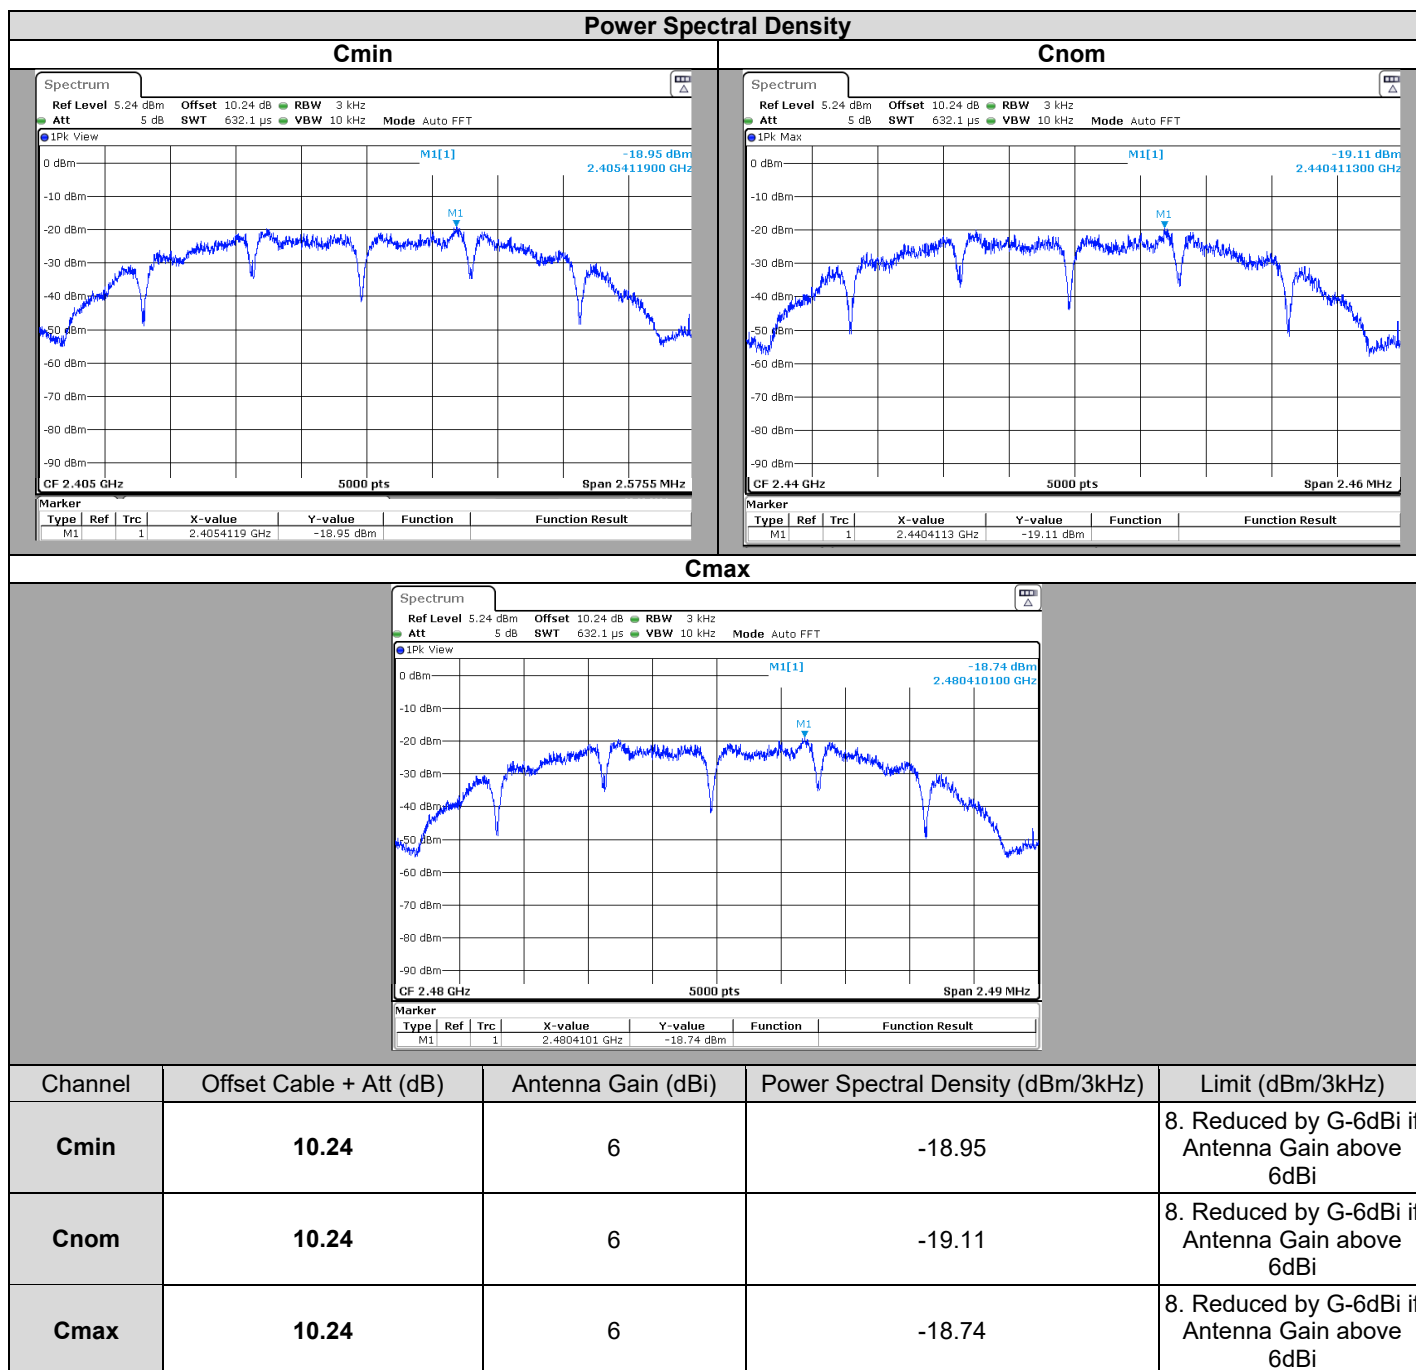 Power Spectral Density
Cmin Cnom
Spectrum
Ref Level 5.24 dBm Offset 10.24 dB RBW 3 kHz
Att 5 dB SWT 632.1 µs VBW 10 kHz Mode Auto FFT
1Pk View
M1[1] -18.95 dBm
2.405411900 GHz
0 dBm
-10 dBm
M1
-20 dBm
-30 dBm
-40 dBm
-50 dBm
-60 dBm
-70 dBm
-80 dBm
-90 dBm
CF 2.405 GHz 5000 pts Span 2.5755 MHz
Marker
Type Ref Trc X-value Y-value Function Function Result
M1 1 2.4054119 GHz -18.95 dBm
Spectrum
Ref Level 5.24 dBm Offset 10.24 dB RBW 3 kHz
Att 5 dB SWT 632.1 µs VBW 10 kHz Mode Auto FFT
1Pk Max
M1[1] -19.11 dBm
2.440411300 GHz
0 dBm
-10 dBm
M1
-20 dBm
-30 dBm
-40 dBm
-50 dBm
-60 dBm
-70 dBm
-80 dBm
-90 dBm
CF 2.44 GHz 5000 pts Span 2.46 MHz
Marker
Type Ref Trc X-value Y-value Function Function Result
M1 1 2.4404113 GHz -19.11 dBm
Cmax
Spectrum
Ref Level 5.24 dBm Offset 10.24 dB RBW 3 kHz
Att 5 dB SWT 632.1 µs VBW 10 kHz Mode Auto FFT
1Pk View
M1[1] -18.74 dBm
2.480410100 GHz
0 dBm
-10 dBm
M1
-20 dBm
-30 dBm
-40 dBm
-50 dBm
-60 dBm
-70 dBm
-80 dBm
-90 dBm
CF 2.48 GHz 5000 pts Span 2.49 MHz
Marker
Type Ref Trc X-value Y-value Function Function Result
M1 1 2.4804101 GHz -18.74 dBm
Channel Offset Cable + Att (dB) Antenna Gain (dBi) Power Spectral Density (dBm/3kHz) Limit (dBm/3kHz)
Cmin 10.24 6 -18.95 8. Reduced by G-6dBi if
Antenna Gain above
6dBi
Cnom 10.24 6 -19.11 8. Reduced by G-6dBi if
Antenna Gain above
6dBi
Cmax 10.24 6 -18.74 8. Reduced by G-6dBi if
Antenna Gain above
6dBi